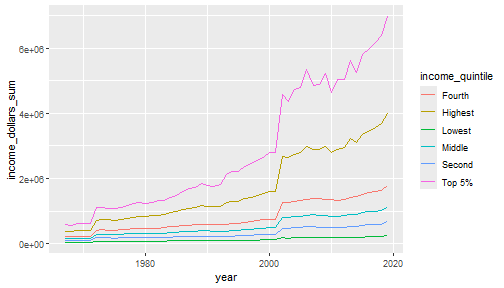 6e+06
4e+06
2e+06
0e+00
income_dollars_sum
1980
2000
2020
year
income_quintile
Fourth
Highest
Lowest
Middle
Second
Top 5%